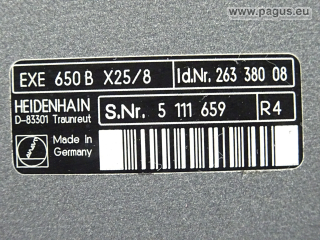 © www.pagus.eu
EXE 650 B X25/8 Id.Nr. 263 380 08
HEIDENHAIN
D-83301 Traunreut
S.Nr. 5 111 659 R4
Made in
Germany